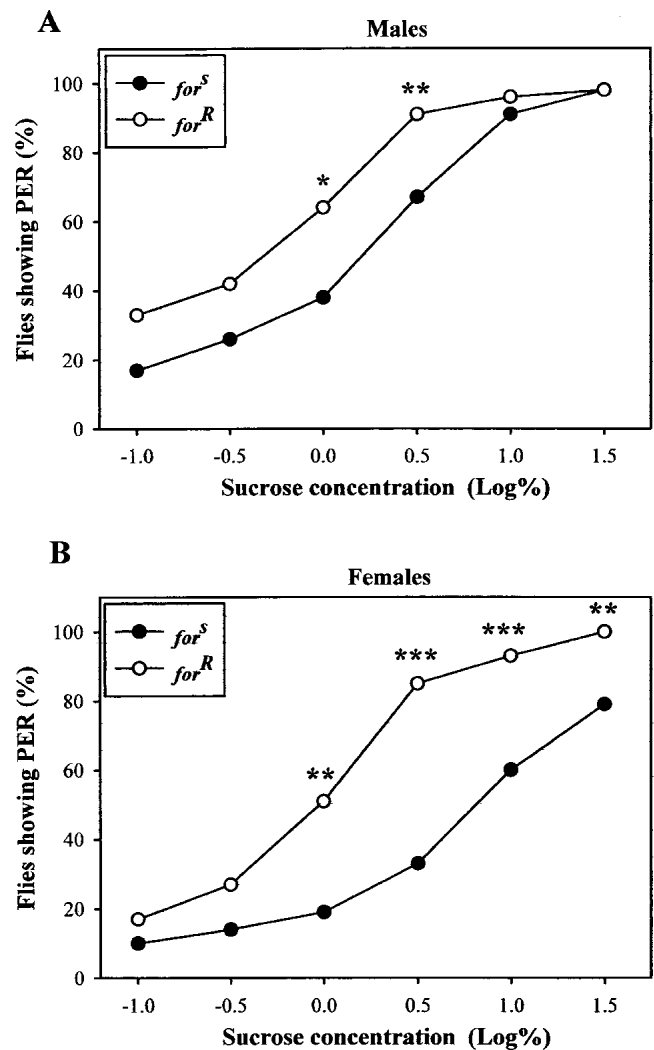 A
Males
for^s
for^R
100
80
60
40
20
0
Flies showing PER (%)
*
**
-1.0 -0.5 0.0 0.5 1.0 1.5
Sucrose concentration (Log%)
B
Females
for^s
for^R
100
80
60
40
20
0
Flies showing PER (%)
**
***
***
**
-1.0 -0.5 0.0 0.5 1.0 1.5
Sucrose concentration (Log%)